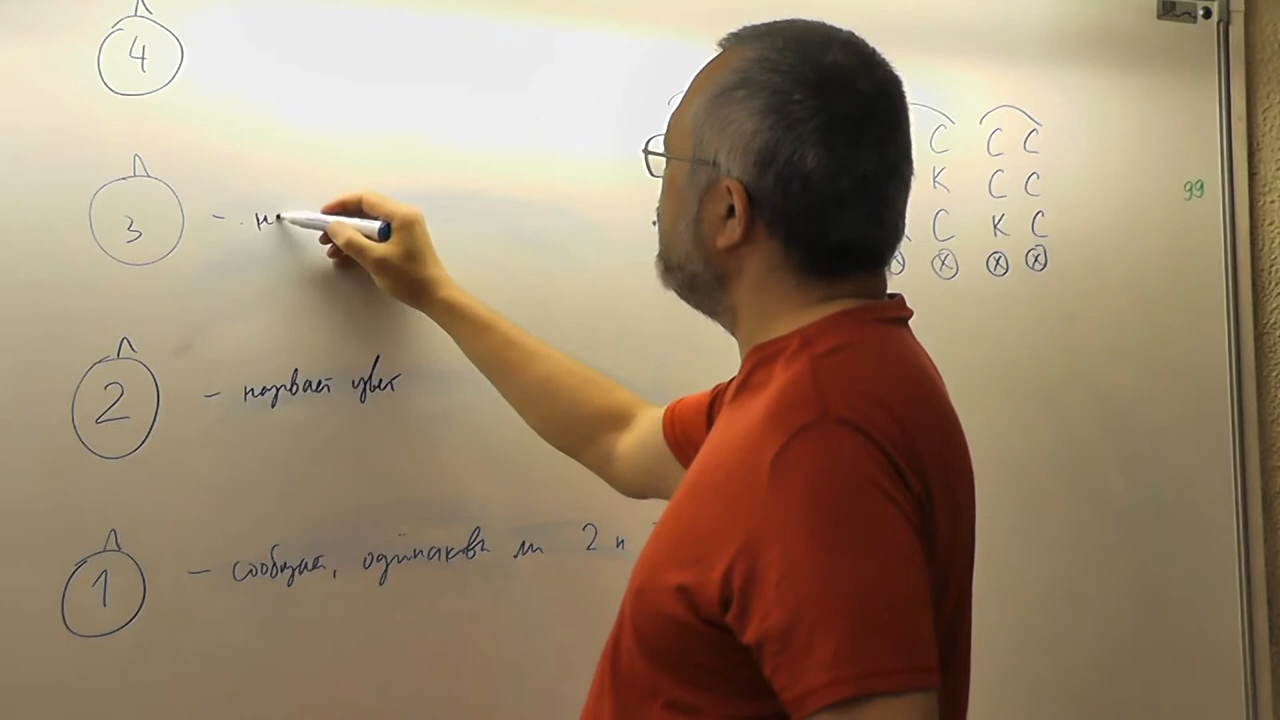 4
3 - н
2 - называет цвет
1 - сообщает, одинаковы ли 2 и
С С С
К С С
С К С
X X X X
99